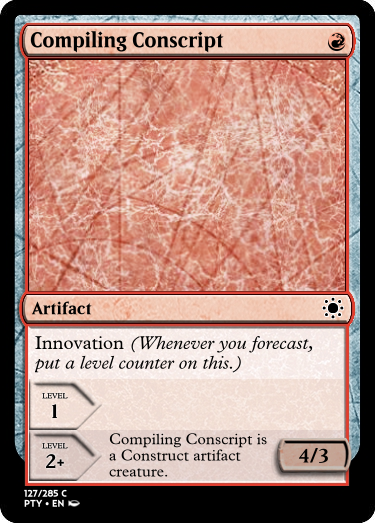 Compiling Conscript
Artifact
Innovation (Whenever you forecast,
put a level counter on this.)
LEVEL
1
LEVEL
2+
Compiling Conscript is
a Construct artifact
creature.
4/3
127/285 C
PTY • EN